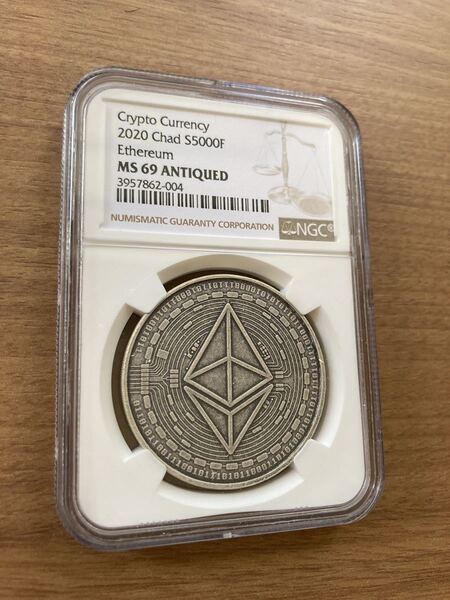 Crypto Currency
2020 Chad S5000F
Ethereum
MS 69 ANTIQUED
3957862-004
NUMISMATIC GUARANTY CORPORATION
NGC®